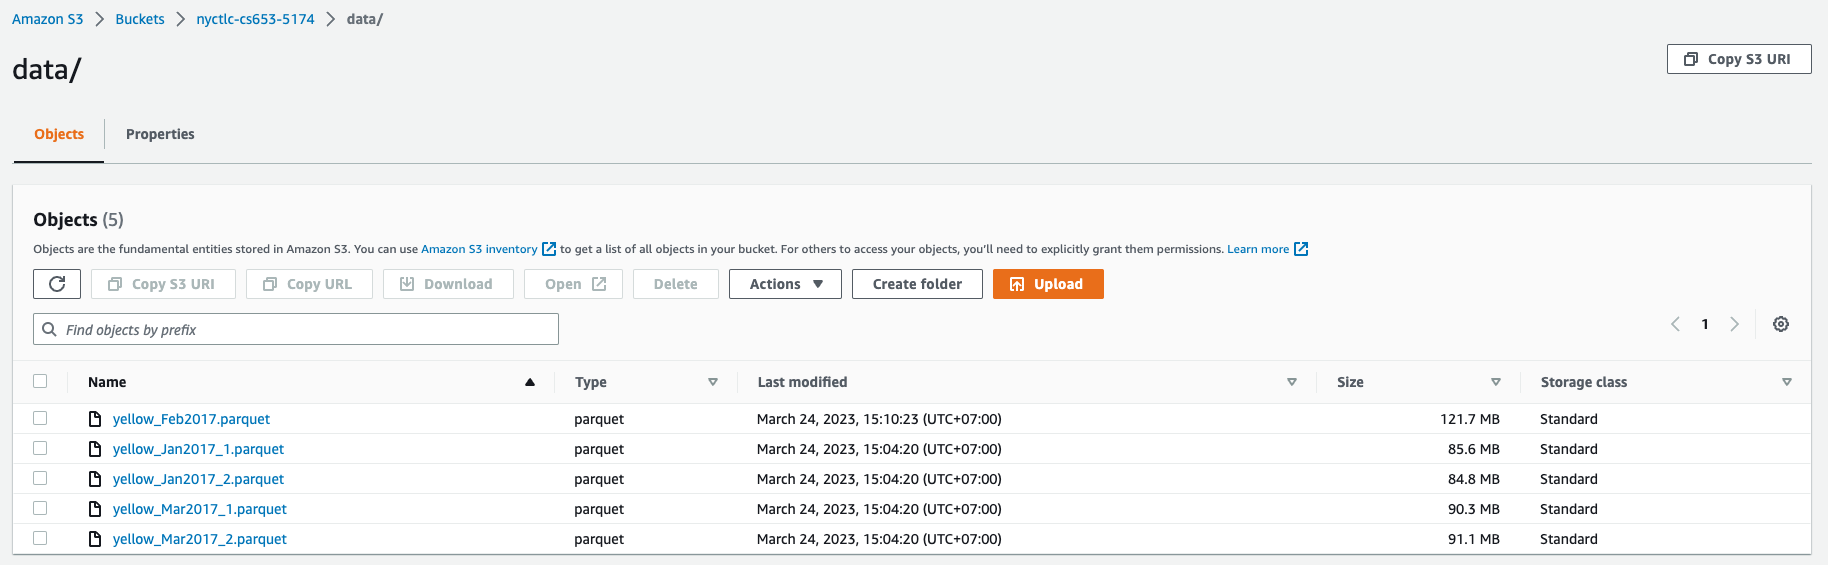 Amazon S3 > Buckets > nyctlc-cs653-5174 > data/
data/
Copy S3 URI
Objects
Properties
Objects (5)
Objects are the fundamental entities stored in Amazon S3. You can use Amazon S3 inventory to get a list of all objects in your bucket. For others to access your objects, you'll need to explicitly grant them permissions. Learn more
Copy S3 URI Copy URL Download Open Delete Actions Create folder Upload
Find objects by prefix
1
Name Type Last modified Size Storage class
yellow_Feb2017.parquet parquet March 24, 2023, 15:10:23 (UTC+07:00) 121.7 MB Standard
yellow_Jan2017_1.parquet parquet March 24, 2023, 15:04:20 (UTC+07:00) 85.6 MB Standard
yellow_Jan2017_2.parquet parquet March 24, 2023, 15:04:20 (UTC+07:00) 84.8 MB Standard
yellow_Mar2017_1.parquet parquet March 24, 2023, 15:04:20 (UTC+07:00) 90.3 MB Standard
yellow_Mar2017_2.parquet parquet March 24, 2023, 15:04:20 (UTC+07:00) 91.1 MB Standard